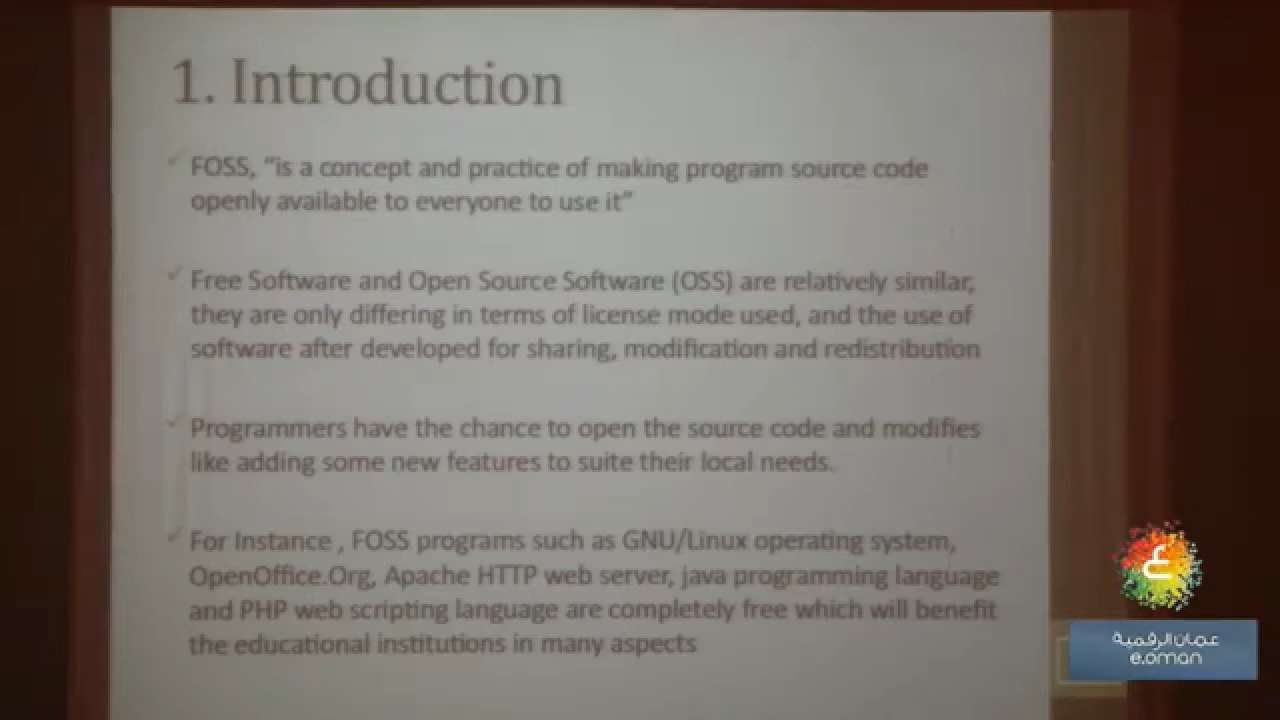 1. Introduction
FOSS, “is a concept and practice of making program source code
openly available to everyone to use it”
Free Software and Open Source Software (OSS) are relatively similar,
they are only differing in terms of license mode used, and the use of
software after developed for sharing, modification and redistribution
Programmers have the chance to open the source code and modifies
like adding some new features to suite their local needs.
For Instance , FOSS programs such as GNU/Linux operating system,
OpenOffice.Org, Apache HTTP web server, java programming language
and PHP web scripting language are completely free which will benefit
the educational institutions in many aspects
ع
عمان الرقمية
e.oman